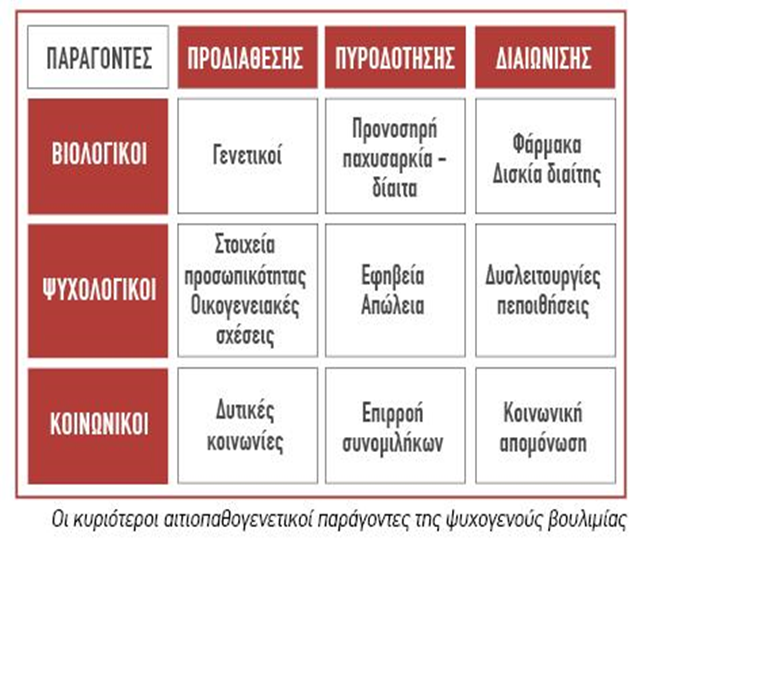 ΠΑΡΑΓΟΝΤΕΣ
ΠΡΟΔΙΑΘΕΣΗΣ
ΠΥΡΟΔΟΤΗΣΗΣ
ΔΙΑΙΩΝΙΣΗΣ
ΒΙΟΛΟΓΙΚΟΙ
Γενετικοί
Προνοσηρή
παχυσαρκία –
δίαιτα
Φάρμακα
Δισκία διαίτης
ΨΥΧΟΛΟΓΙΚΟΙ
Στοιχεία
προσωπικότητας
Οικογενειακές
σχέσεις
Εφηβεία
Απώλεια
Δυσλειτουργίες
πεποιθήσεις
ΚΟΙΝΩΝΙΚΟΙ
Δυτικές
κοινωνίες
Επιρροή
συνομιλήκων
Κοινωνική
απομόνωση
Οι κυριότεροι αιτιοπαθογενετικοί παράγοντες της ψυχογενούς βουλιμίας